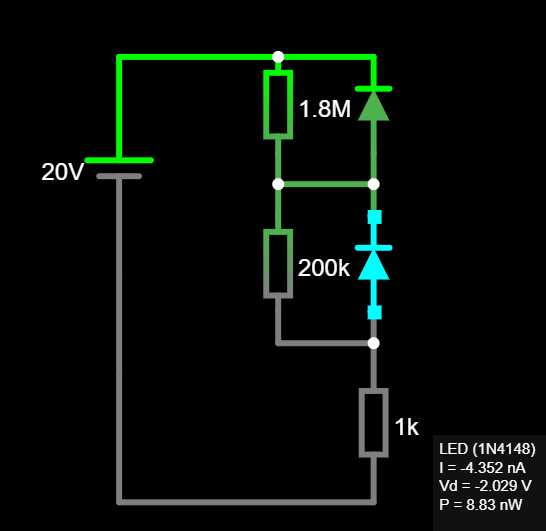 1.8M
20V
200k
1k
LED (1N4148)
I = -4.352 nA
Vd = -2.029 V
P = 8.83 nW